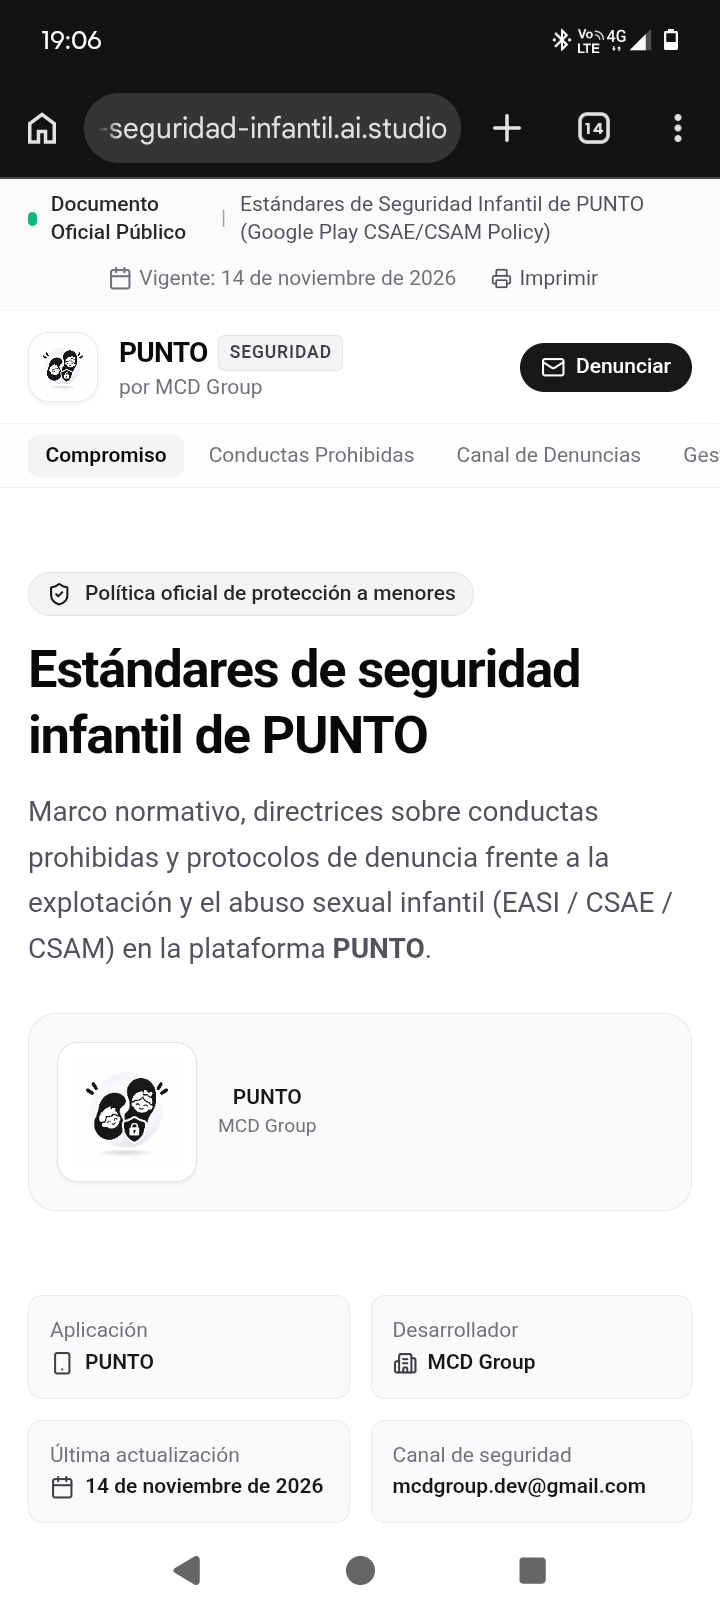 19:06
Vo LTE 4G
-seguridad-infantil.ai.studio
14
Documento
Oficial Público
|
Estándares de Seguridad Infantil de PUNTO
(Google Play CSAE/CSAM Policy)
Vigente: 14 de noviembre de 2026
Imprimir
PUNTO SEGURIDAD
por MCD Group
Denunciar
Compromiso
Conductas Prohibidas
Canal de Denuncias
Ges
Política oficial de protección a menores
Estándares de seguridad
infantil de PUNTO
Marco normativo, directrices sobre conductas
prohibidas y protocolos de denuncia frente a la
explotación y el abuso sexual infantil (EASI / CSAE /
CSAM) en la plataforma PUNTO.
PUNTO
MCD Group
Aplicación
PUNTO
Desarrollador
MCD Group
Última actualización
14 de noviembre de 2026
Canal de seguridad
mcdgroup.dev@gmail.com